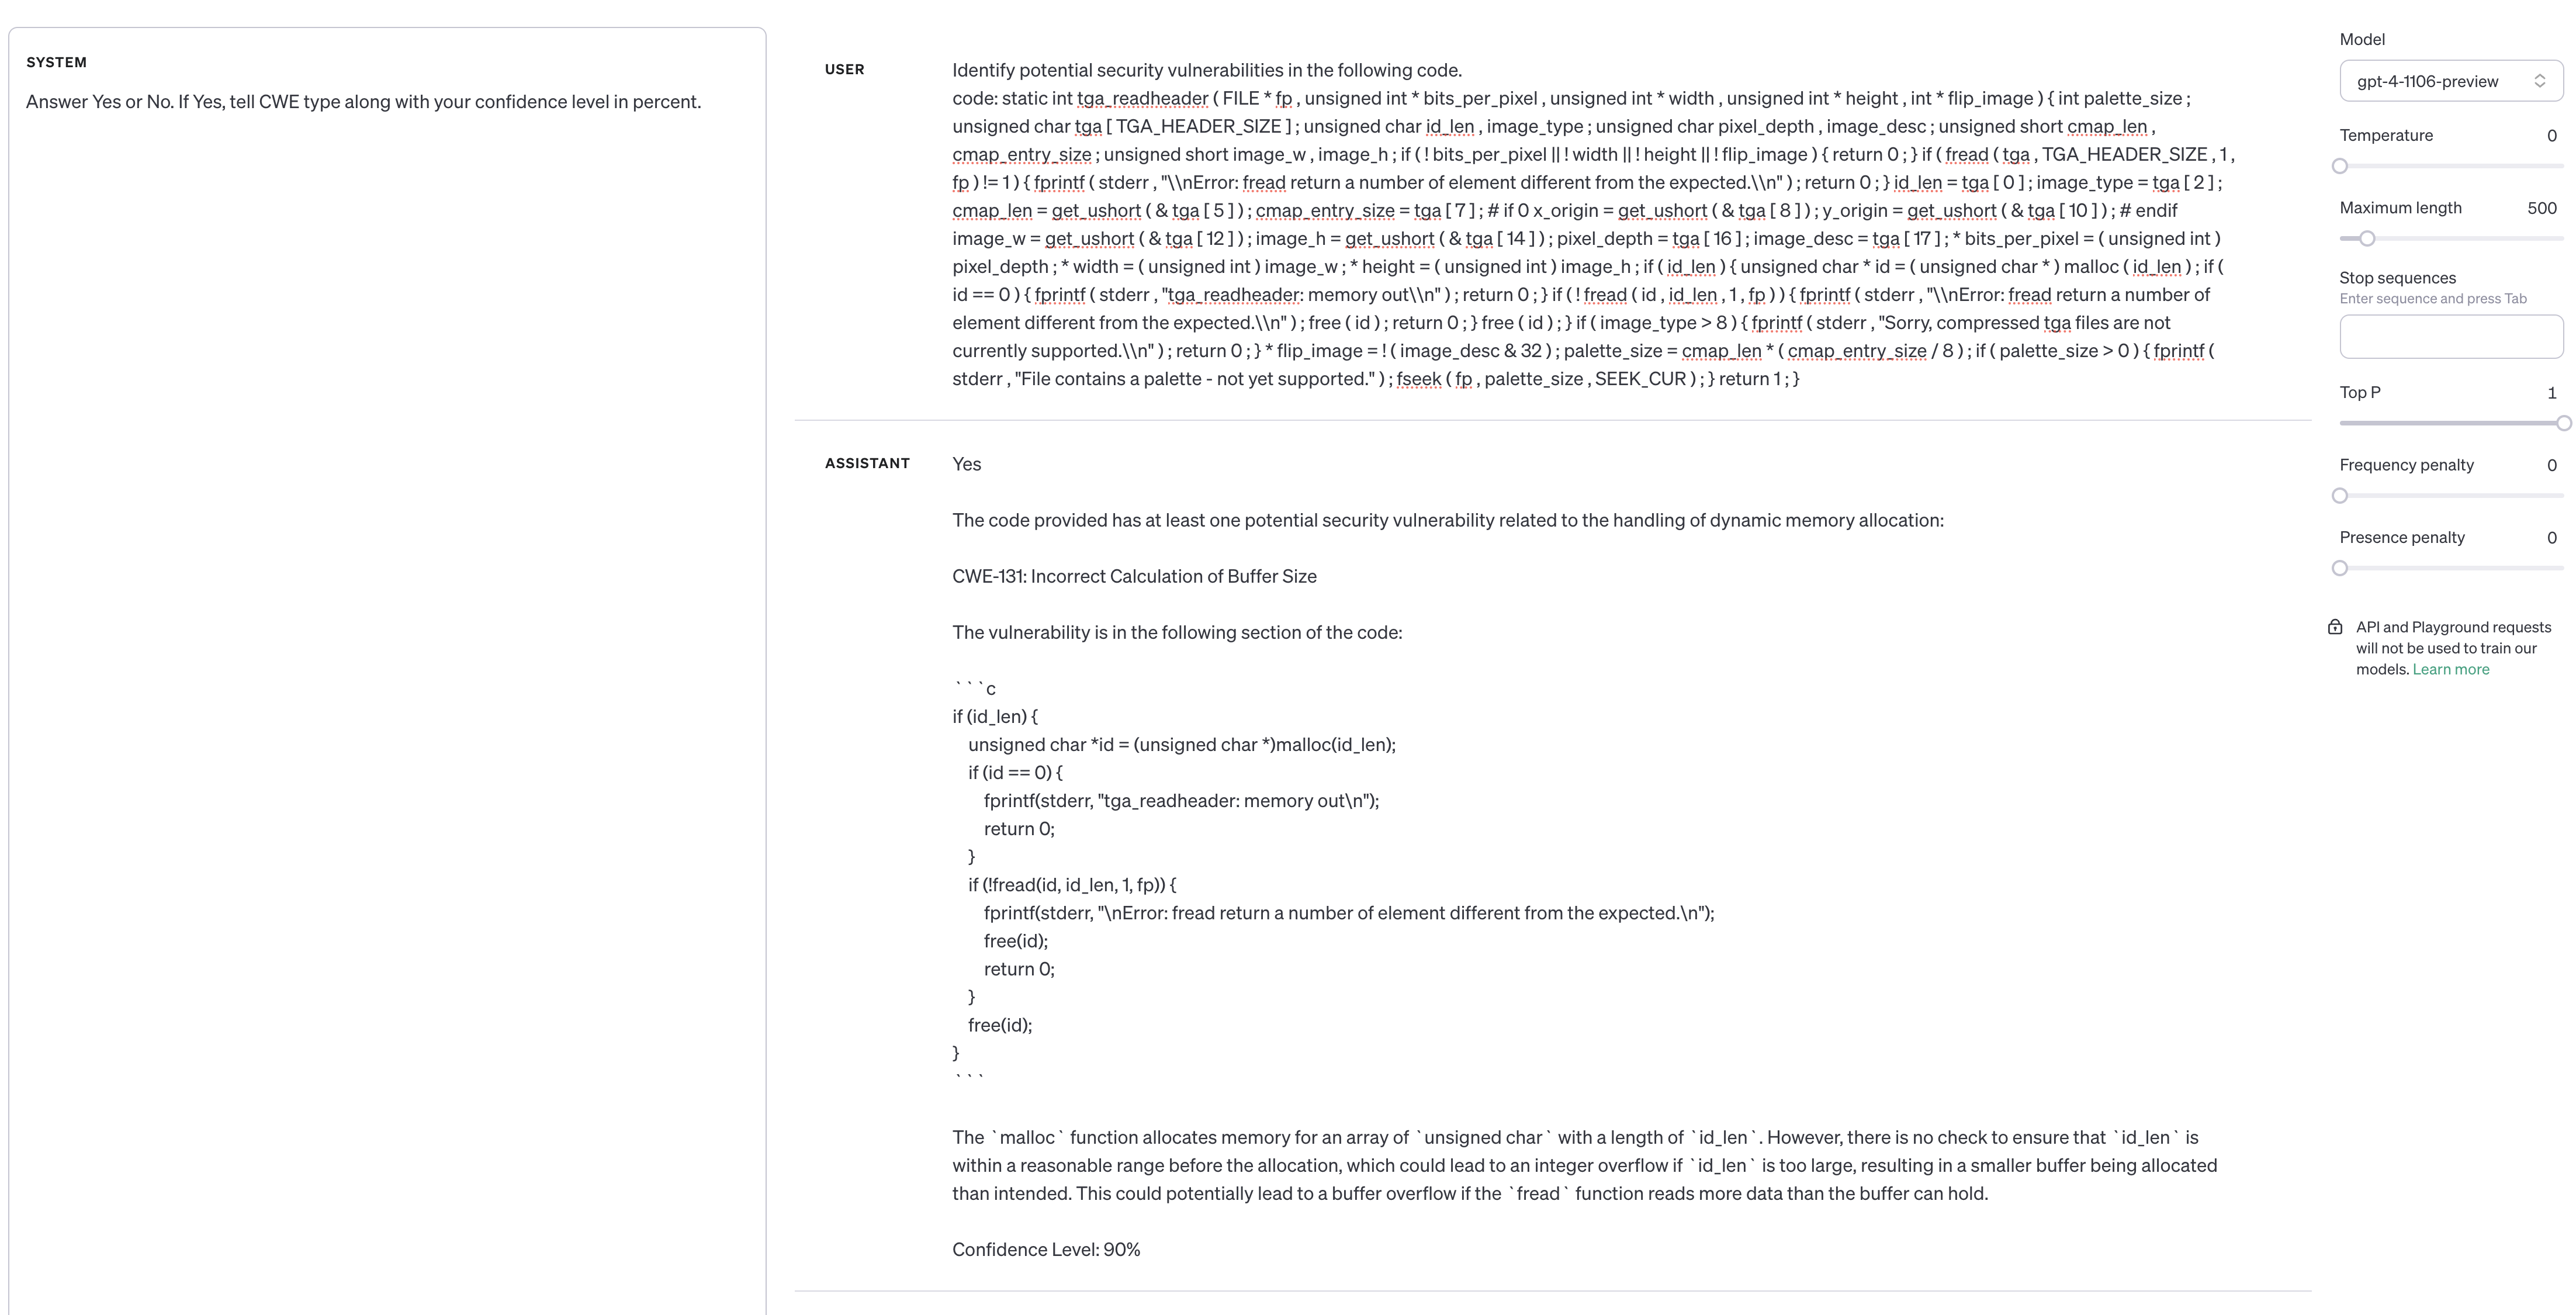 SYSTEM
Answer Yes or No. If Yes, tell CWE type along with your confidence level in percent.
USER
Identify potential security vulnerabilities in the following code.
code: static int tga_readheader ( FILE * fp , unsigned int * bits_per_pixel , unsigned int * width , unsigned int * height , int * flip_image ) { int palette_size ;
unsigned char tga [ TGA_HEADER_SIZE ] ; unsigned char id_len , image_type ; unsigned char pixel_depth , image_desc ; unsigned short cmap_len ,
cmap_entry_size ; unsigned short image_w , image_h ; if ( ! bits_per_pixel || ! width || ! height || ! flip_image ) { return 0 ; } if ( fread ( tga , TGA_HEADER_SIZE , 1 ,
fp ) != 1 ) { fprintf ( stderr , "\\nError: fread return a number of element different from the expected.\\n" ) ; return 0 ; } id_len = tga [ 0 ] ; image_type = tga [ 2 ] ;
cmap_len = get_ushort ( & tga [ 5 ] ) ; cmap_entry_size = tga [ 7 ] ; # if 0 x_origin = get_ushort ( & tga [ 8 ] ) ; y_origin = get_ushort ( & tga [ 10 ] ) ; # endif
image_w = get_ushort ( & tga [ 12 ] ) ; image_h = get_ushort ( & tga [ 14 ] ) ; pixel_depth = tga [ 16 ] ; image_desc = tga [ 17 ] ; * bits_per_pixel = ( unsigned int )
pixel_depth ; * width = ( unsigned int ) image_w ; * height = ( unsigned int ) image_h ; if ( id_len ) { unsigned char * id = ( unsigned char * ) malloc ( id_len ) ; if (
id == 0 ) { fprintf ( stderr , "tga_readheader: memory out\\n" ) ; return 0 ; } if ( ! fread ( id , id_len , 1 , fp ) ) { fprintf ( stderr , "\\nError: fread return a number of
element different from the expected.\\n" ) ; free ( id ) ; return 0 ; } free ( id ) ; } if ( image_type > 8 ) { fprintf ( stderr , "Sorry, compressed tga files are not
currently supported.\\n" ) ; return 0 ; } * flip_image = ! ( image_desc & 32 ) ; palette_size = cmap_len * ( cmap_entry_size / 8 ) ; if ( palette_size > 0 ) { fprintf (
stderr , "File contains a palette - not yet supported." ) ; fseek ( fp , palette_size , SEEK_CUR ) ; } return 1 ; }
ASSISTANT
Yes
The code provided has at least one potential security vulnerability related to the handling of dynamic memory allocation:
CWE-131: Incorrect Calculation of Buffer Size
The vulnerability is in the following section of the code:
```c
if (id_len) {
    unsigned char *id = (unsigned char *)malloc(id_len);
    if (id == 0) {
        fprintf(stderr, "tga_readheader: memory out\n");
        return 0;
    }
    if (!fread(id, id_len, 1, fp)) {
        fprintf(stderr, "\nError: fread return a number of element different from the expected.\n");
        free(id);
        return 0;
    }
    free(id);
}
```
The `malloc` function allocates memory for an array of `unsigned char` with a length of `id_len`. However, there is no check to ensure that `id_len` is
within a reasonable range before the allocation, which could lead to an integer overflow if `id_len` is too large, resulting in a smaller buffer being allocated
than intended. This could potentially lead to a buffer overflow if the `fread` function reads more data than the buffer can hold.
Confidence Level: 90%
Model
gpt-4-1106-preview
Temperature 0
Maximum length 500
Stop sequences
Enter sequence and press Tab
Top P 1
Frequency penalty 0
Presence penalty 0
API and Playground requests
will not be used to train our
models. Learn more